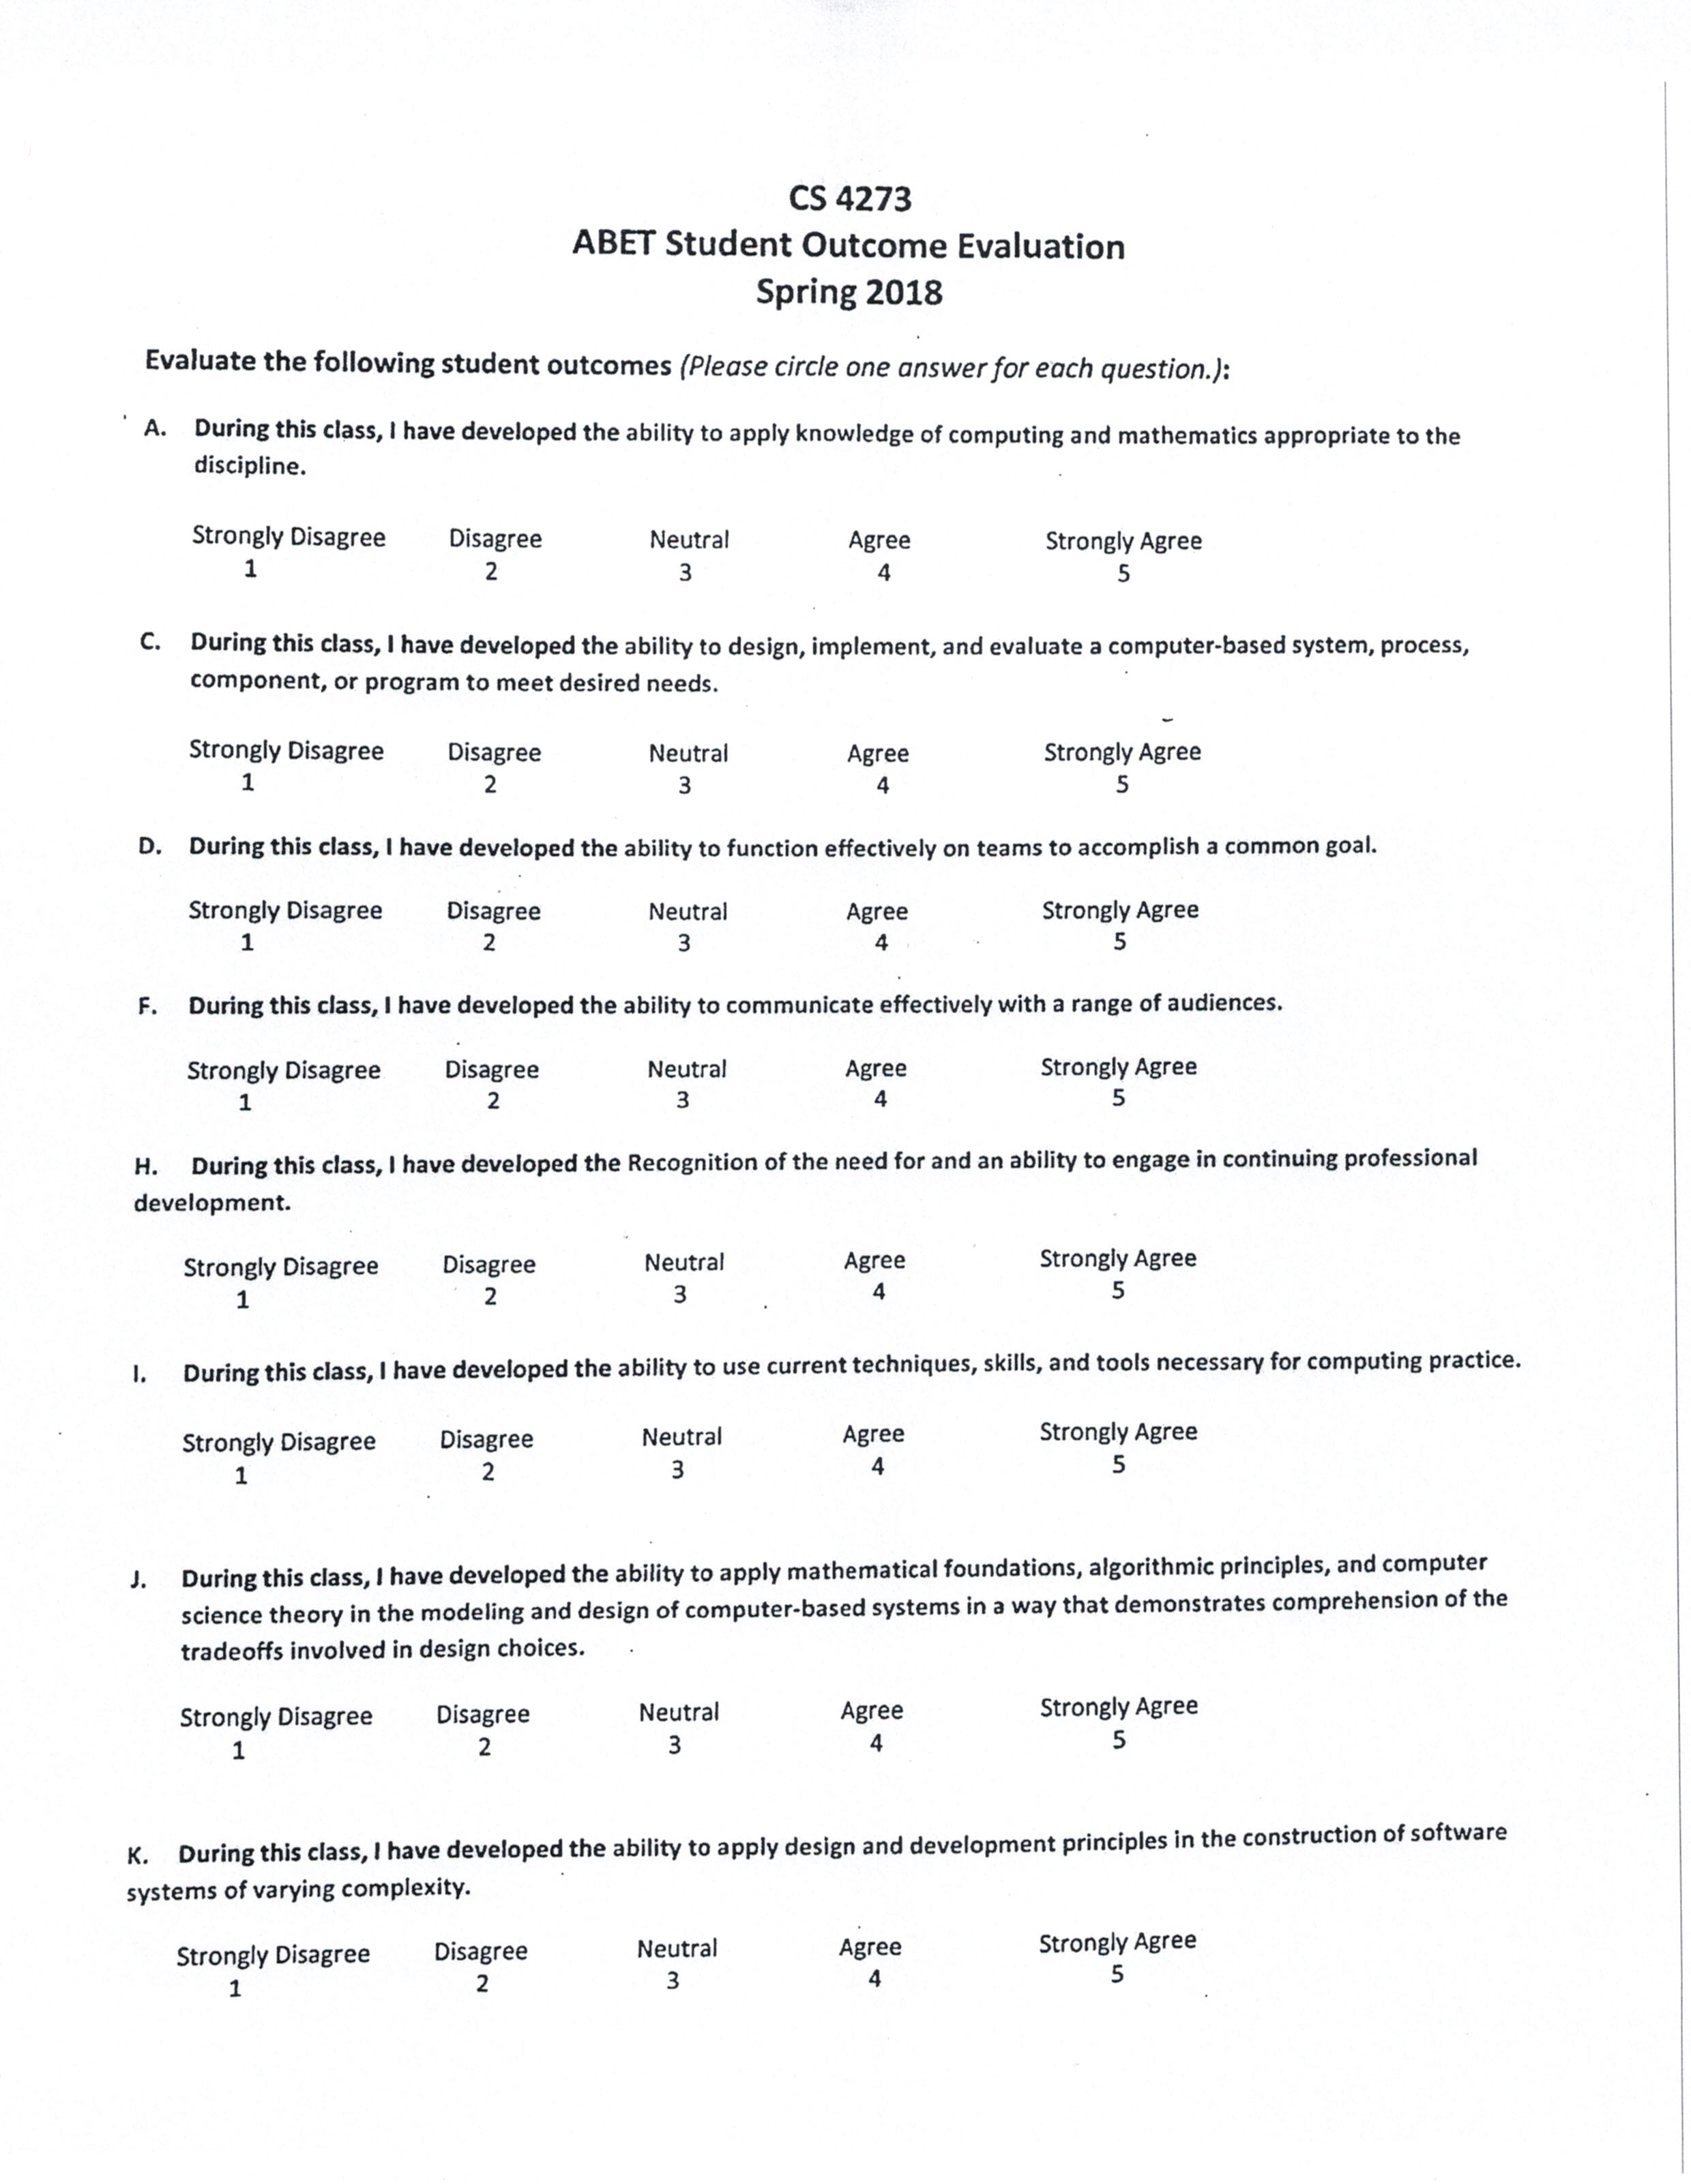 CS 4273
ABET Student Outcome Evaluation
Spring 2018
Evaluate the following student outcomes (Please circle one answer for each question.):
A. During this class, I have developed the ability to apply knowledge of computing and mathematics appropriate to the
discipline.
Strongly Disagree Disagree Neutral Agree Strongly Agree
1 2 3 4 5
C. During this class, I have developed the ability to design, implement, and evaluate a computer-based system, process,
component, or program to meet desired needs.
Strongly Disagree Disagree Neutral Agree Strongly Agree
1 2 3 4 5
D. During this class, I have developed the ability to function effectively on teams to accomplish a common goal.
Strongly Disagree Disagree Neutral Agree Strongly Agree
1 2 3 4 5
F. During this class, I have developed the ability to communicate effectively with a range of audiences.
Strongly Disagree Disagree Neutral Agree Strongly Agree
1 2 3 4 5
H. During this class, I have developed the Recognition of the need for and an ability to engage in continuing professional
development.
Strongly Disagree Disagree Neutral Agree Strongly Agree
1 2 3 4 5
I. During this class, I have developed the ability to use current techniques, skills, and tools necessary for computing practice.
Strongly Disagree Disagree Neutral Agree Strongly Agree
1 2 3 4 5
J. During this class, I have developed the ability to apply mathematical foundations, algorithmic principles, and computer
science theory in the modeling and design of computer-based systems in a way that demonstrates comprehension of the
tradeoffs involved in design choices.
Strongly Disagree Disagree Neutral Agree Strongly Agree
1 2 3 4 5
K. During this class, I have developed the ability to apply design and development principles in the construction of software
systems of varying complexity.
Strongly Disagree Disagree Neutral Agree Strongly Agree
1 2 3 4 5